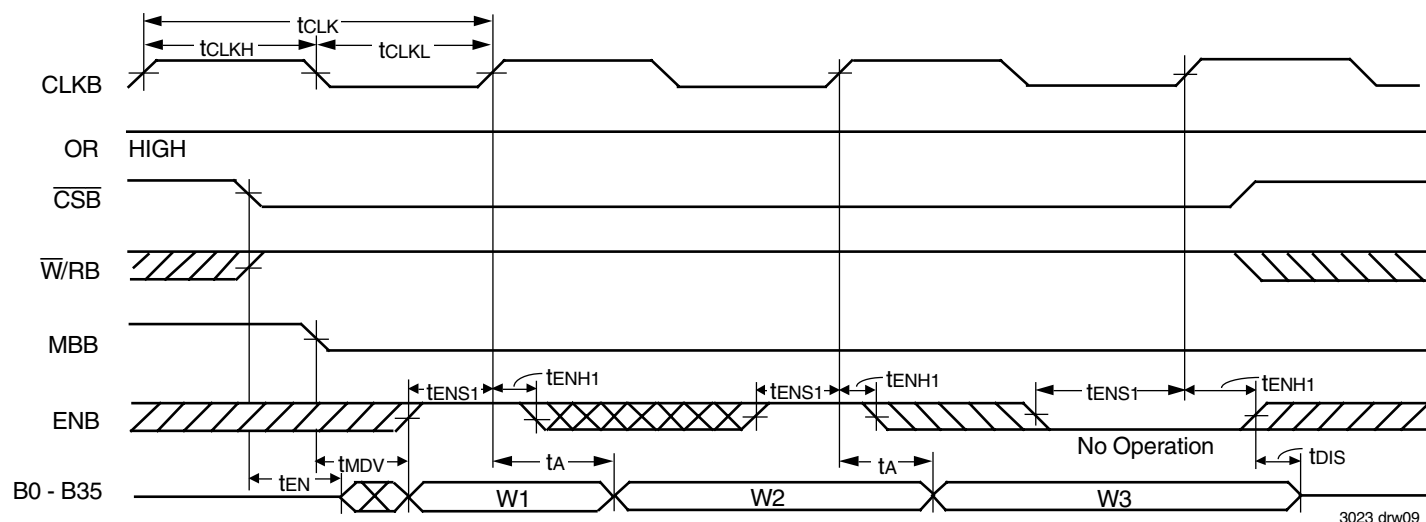 tCLK
tCLKH tCLKL
CLKB
OR HIGH
CSB
W/RB
MBB
tENS1 tENH1 tENS1 tENH1 tENS1 tENH1
ENB
No Operation
tMDV tA tA tDIS
tEN
B0 - B35 W1 W2 W3
3023 drw09